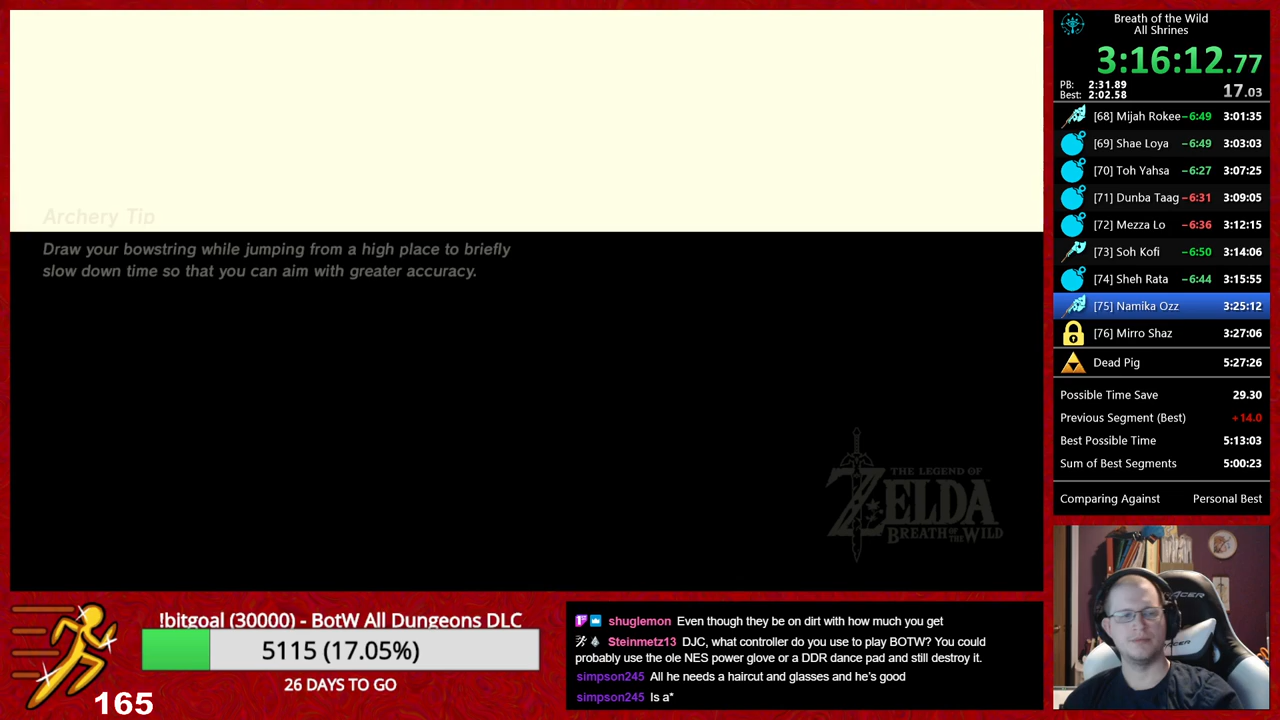 Archery Tip
Draw your bowstring while jumping from a high place to briefly
slow down time so that you can aim with greater accuracy.
THE LEGEND OF
ZELDA
BREATH OF THE WILD
Breath of the Wild
All Shrines
3:16:12.77
PB: 2:31.89
Best: 2:02.58
17.03
[68] Mijah Rokee −6:49 3:01:35
[69] Shae Loya −6:49 3:03:03
[70] Toh Yahsa −6:27 3:07:25
[71] Dunba Taag −6:31 3:09:05
[72] Mezza Lo −6:36 3:12:15
[73] Soh Kofi −6:50 3:14:06
[74] Sheh Rata −6:44 3:15:55
[75] Namika Ozz 3:25:12
[76] Mirro Shaz 3:27:06
Dead Pig 5:27:26
Possible Time Save 29.30
Previous Segment (Best) +14.0
Best Possible Time 5:13:03
Sum of Best Segments 5:00:23
Comparing Against Personal Best
ACER
165
!bitgoal (30000) - BotW All Dungeons DLC
5115 (17.05%)
26 DAYS TO GO
shuglemon Even though they be on dirt with how much you get
Steinmetz13 DJC, what controller do you use to play BOTW? You could
probably use the ole NES power glove or a DDR dance pad and still destroy it.
simpson245 All he needs a haircut and glasses and he's good
simpson245 Is a*